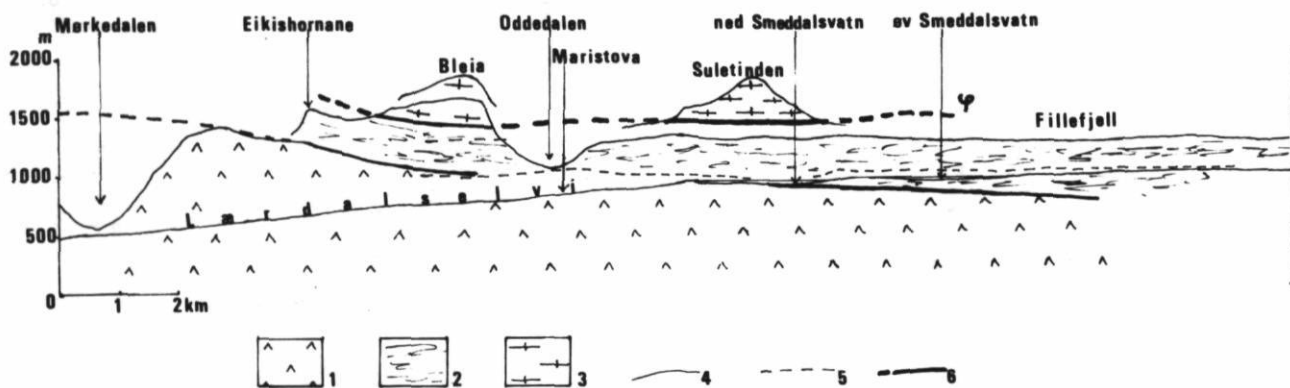 Mørkedalen Eikishornane Oddedalen ned Smeddalsvatn øv Smeddalsvatn
m
2000
Bleia Maristova Suletinden
1500 φ
Fillefjell
1000
Lærdalselvi
500
0 1 2km
1 2 3 4 5 6